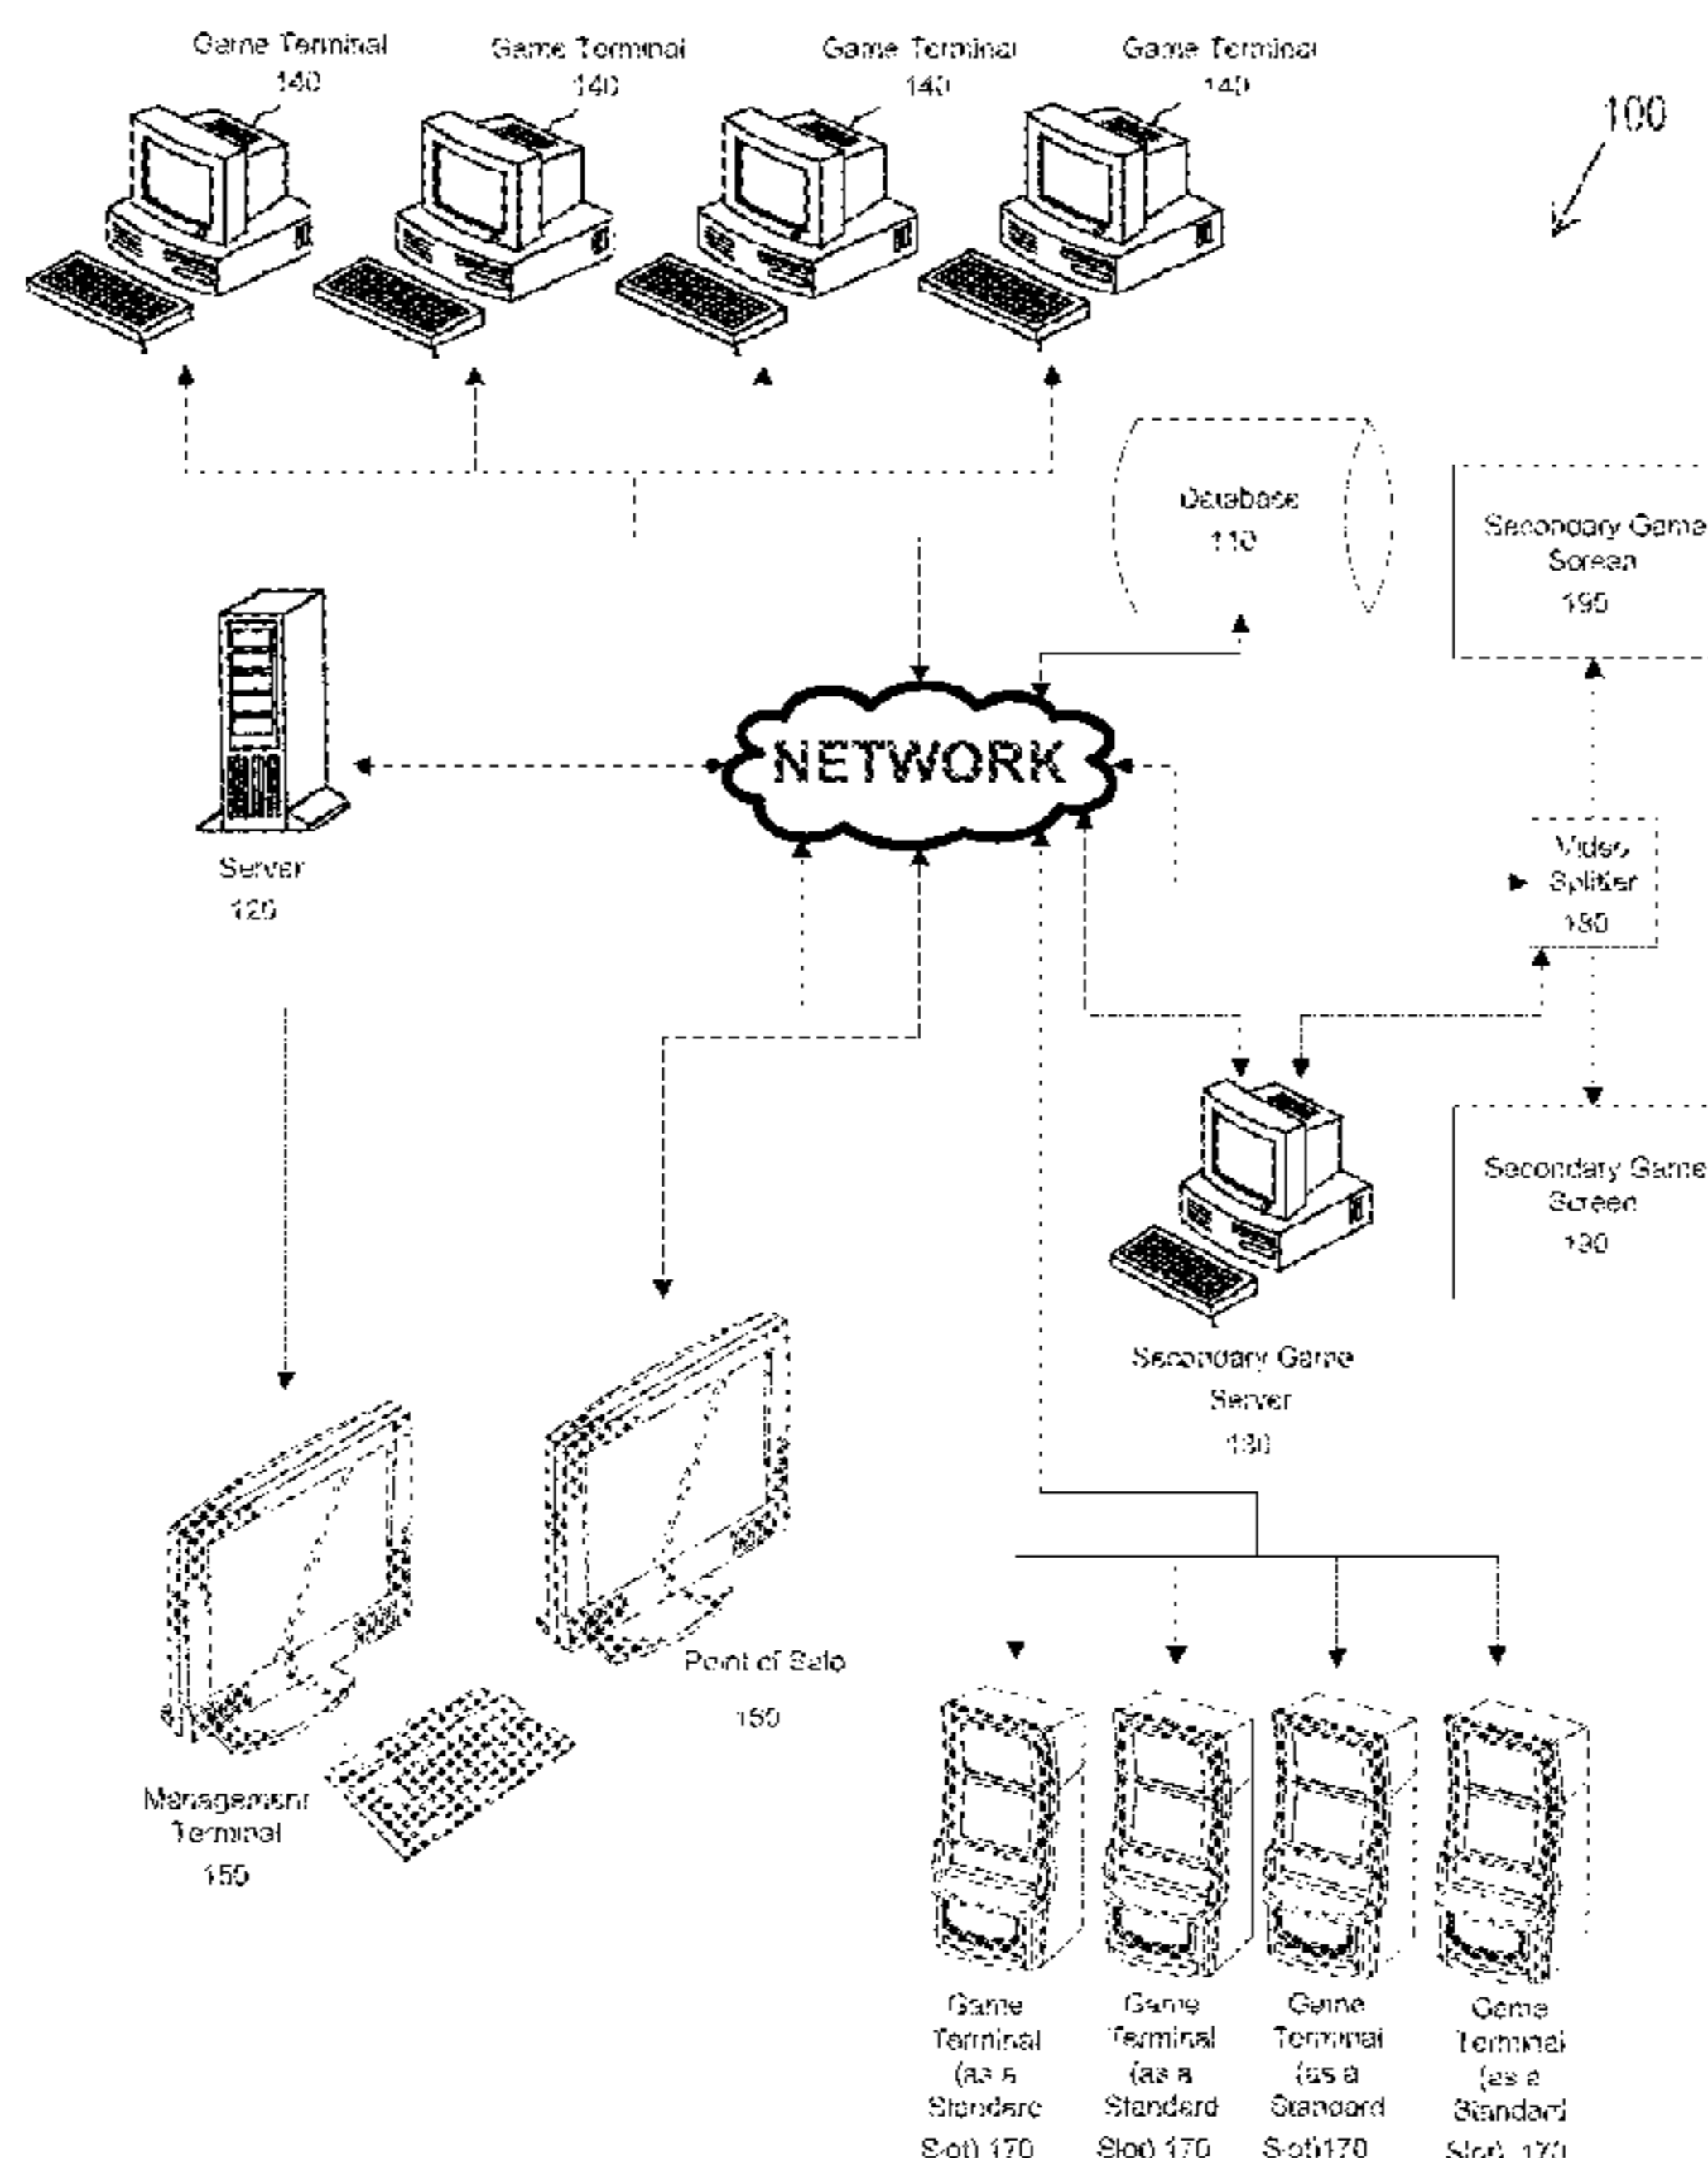 Game Terminal
140
Game Terminal
140
Game Terminal
140
Game Terminal
140
100
Database
110
Secondary Game
Screen
190
NETWORK
Server
120
Video
Splitter
180
Secondary Game
Screen
190
Secondary Game
Server
130
Point of Sale
Management
Terminal
Game
Terminal
(as a
Standard
Slot) 170
Game
Terminal
(as a
Standard
Slot) 170
Game
Terminal
(as a
Standard
Slot)170
Game
Terminal
(as a
Standard
Slot) 170